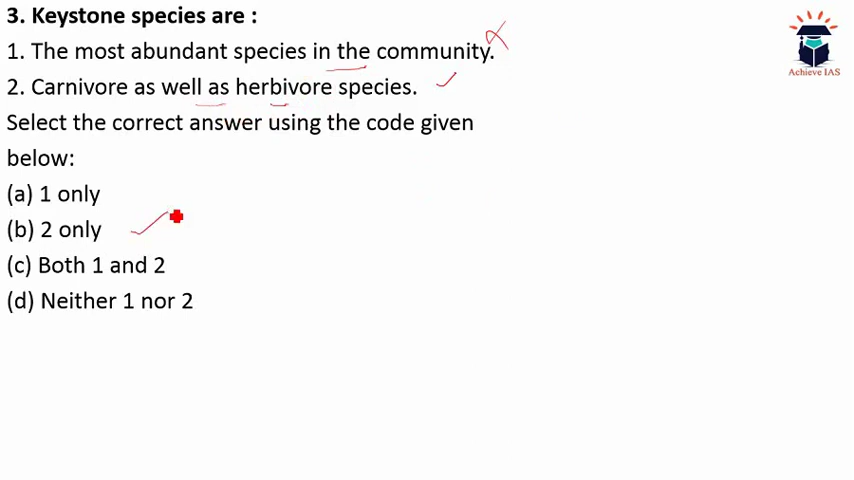 3. Keystone species are :
1. The most abundant species in the community.
2. Carnivore as well as herbivore species.
Select the correct answer using the code given
below:
(a) 1 only
(b) 2 only
(c) Both 1 and 2
(d) Neither 1 nor 2
Achieve IAS